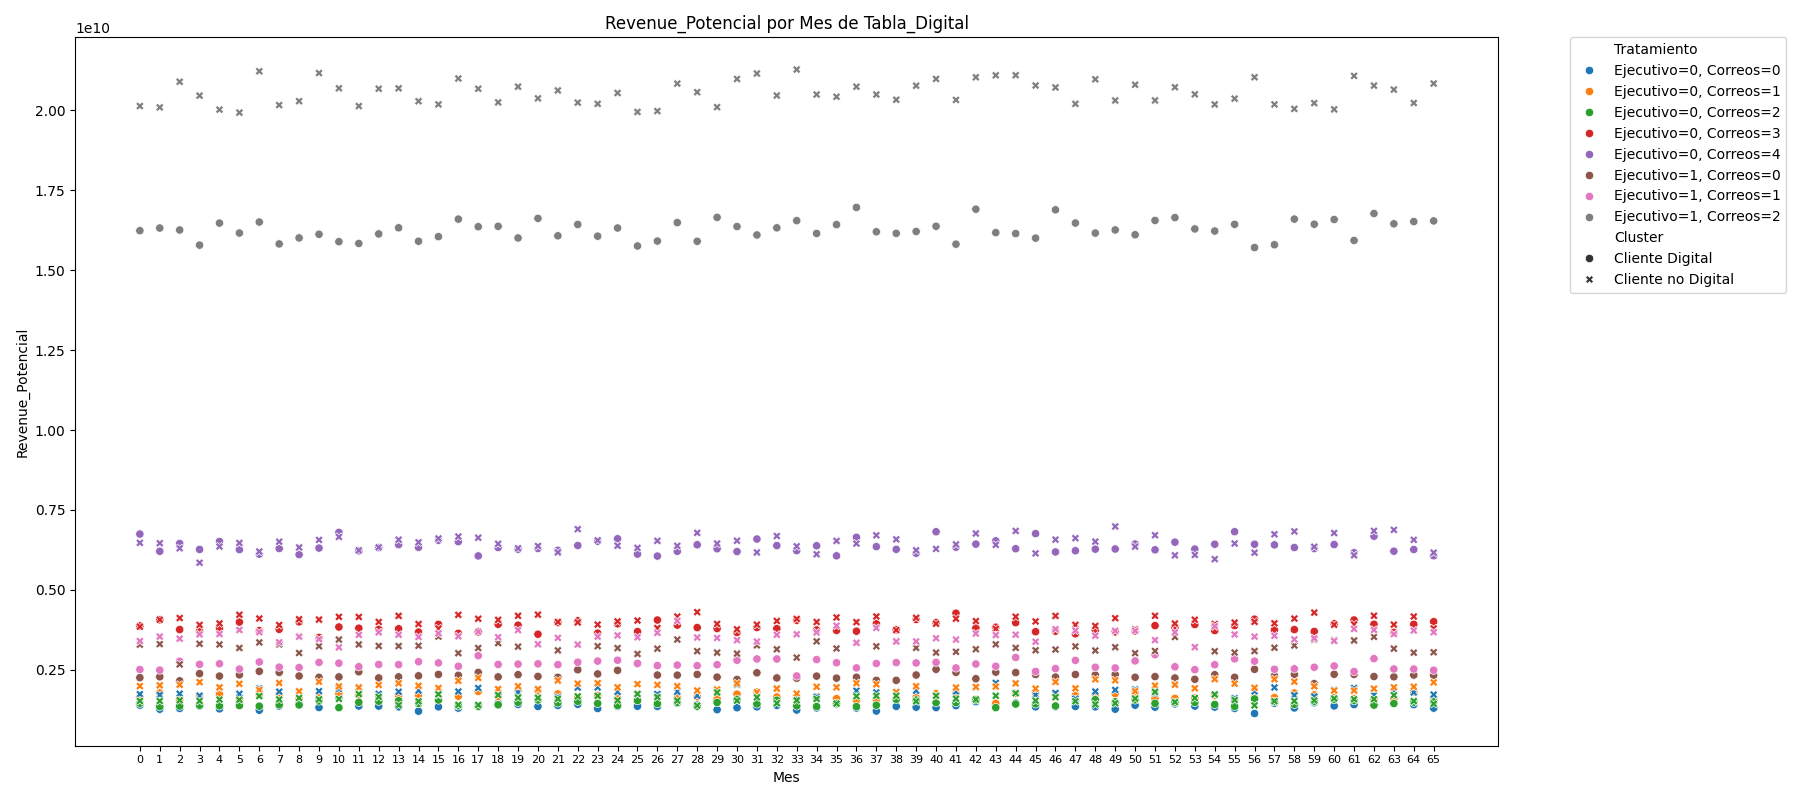 Revenue_Potencial por Mes de Tabla_Digital
1e10
2.00
1.75
1.50
1.25
1.00
0.75
0.50
0.25
Revenue_Potencial
0 1 2 3 4 5 6 7 8 9 10 11 12 13 14 15 16 17 18 19 20 21 22 23 24 25 26 27 28 29 30 31 32 33 34 35 36 37 38 39 40 41 42 43 44 45 46 47 48 49 50 51 52 53 54 55 56 57 58 59 60 61 62 63 64 65
Mes
Tratamiento
Ejecutivo=0, Correos=0
Ejecutivo=0, Correos=1
Ejecutivo=0, Correos=2
Ejecutivo=0, Correos=3
Ejecutivo=0, Correos=4
Ejecutivo=1, Correos=0
Ejecutivo=1, Correos=1
Ejecutivo=1, Correos=2
Cluster
Cliente Digital
Cliente no Digital